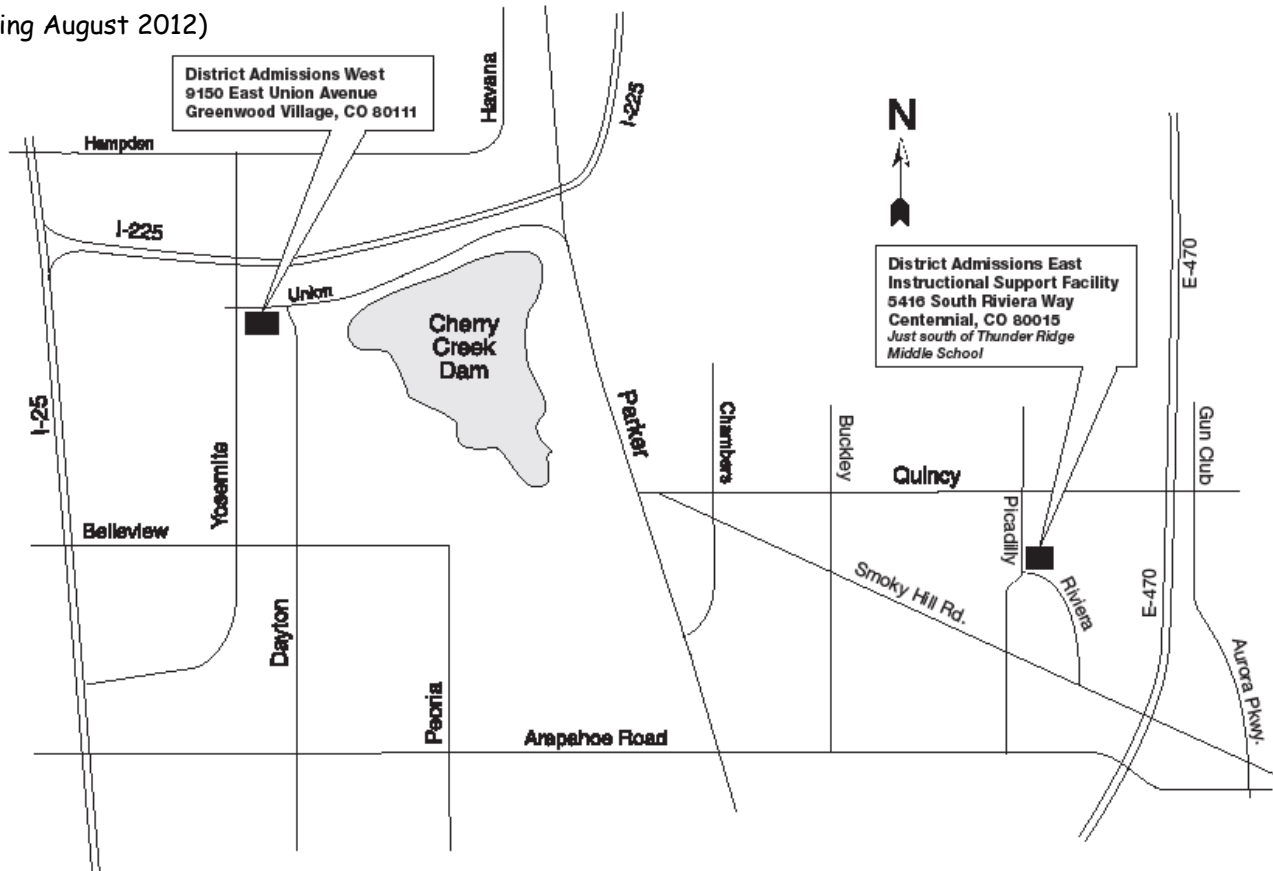 ing August 2012)
District Admissions West
9150 East Union Avenue
Greenwood Village, CO 80111
Havana
I-225
Hampden
N
I-225
District Admissions East
Instructional Support Facility
5416 South Riviera Way
Centennial, CO 80015
Just south of Thunder Ridge
Middle School
E-470
Union
Cherry
Creek
Dam
I-25
Parker
Chambers
Buckley
Gun Club
Yosemite
Quincy
Picadilly
Belleview
Smoky Hill Rd.
Riviera
E-470
Dayton
Aurora Pkwy.
Peoria
Arapahoe Road